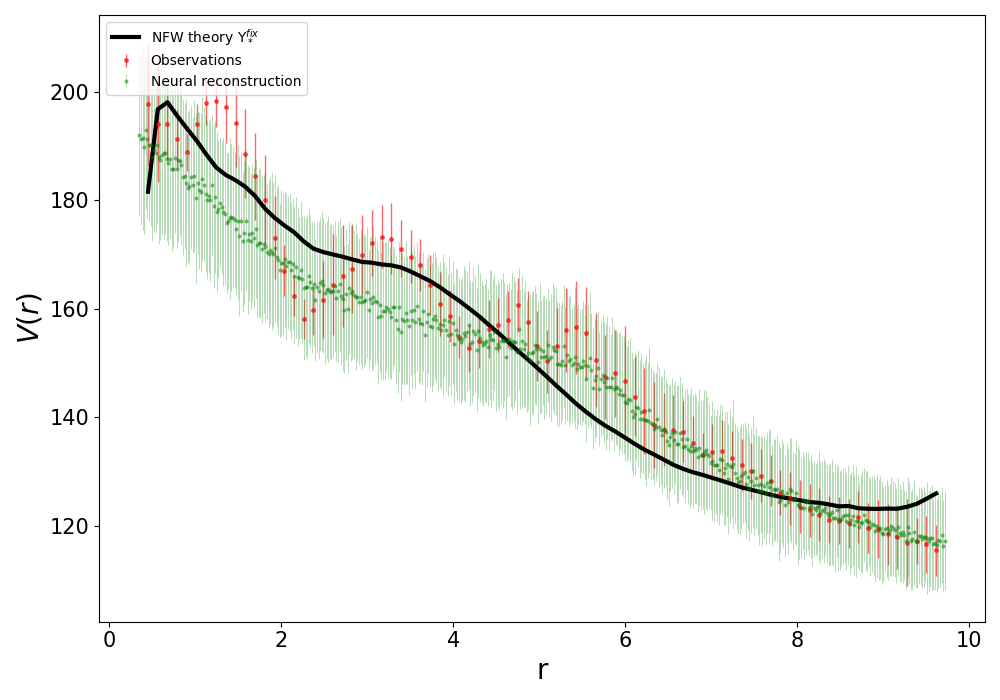 NFW theory Υ*^fix
Observations
Neural reconstruction
200
180
160
140
120
V(r)
0 2 4 6 8 10
r